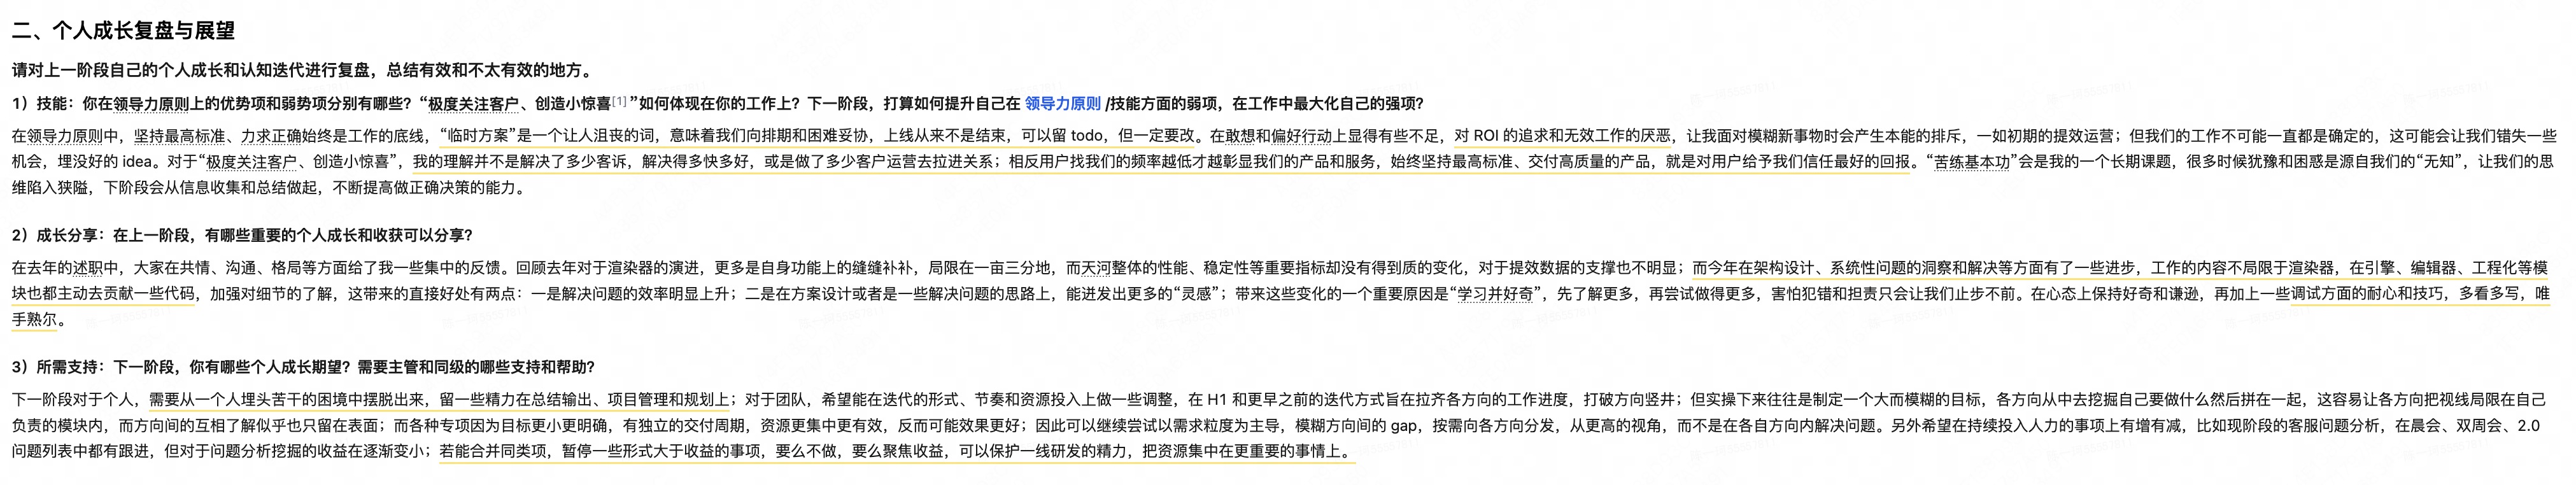 二、个人成长复盘与展望
请对上一阶段自己的个人成长和认知迭代进行复盘，总结有效和不太有效的地方。
1）技能：你在领导力原则上的优势项和弱势项分别有哪些？“极度关注客户、创造小惊喜[1]”如何体现在你的工作上？下一阶段，打算如何提升自己在 领导力原则 /技能方面的弱项，在工作中最大化自己的强项？
在领导力原则中，坚持最高标准、力求正确始终是工作的底线，“临时方案”是一个让人沮丧的词，意味着我们向排期和困难妥协，上线从来不是结束，可以留 todo，但一定要改。在敢想和偏好行动上显得有些不足，对 ROI 的追求和无效工作的厌恶，让我面对模糊新事物时会产生本能的排斥，一如初期的提效运营；但我们的工作不可能一直都是确定的，这可能会让我们错失一些
机会，埋没好的 idea。对于“极度关注客户、创造小惊喜”，我的理解并不是解决了多少客诉，解决得多快多好，或是做了多少客户运营去拉进关系；相反用户找我们的频率越低才越彰显我们的产品和服务，始终坚持最高标准、交付高质量的产品，就是对用户给予我们信任最好的回报。“苦练基本功”会是我的一个长期课题，很多时候犹豫和困惑是源自我们的“无知”，让我们的思
维陷入狭隘，下阶段会从信息收集和总结做起，不断提高做正确决策的能力。
2）成长分享：在上一阶段，有哪些重要的个人成长和收获可以分享？
在去年的述职中，大家在共情、沟通、格局等方面给了我一些集中的反馈。回顾去年对于渲染器的演进，更多是自身功能上的缝缝补补，局限在一亩三分地，而天河整体的性能、稳定性等重要指标却没有得到质的变化，对于提效数据的支撑也不明显；而今年在架构设计、系统性问题的洞察和解决等方面有了一些进步，工作的内容不局限于渲染器，在引擎、编辑器、工程化等模
块也都主动去贡献一些代码，加强对细节的了解，这带来的直接好处有两点：一是解决问题的效率明显上升；二是在方案设计或者是一些解决问题的思路上，能迸发出更多的“灵感”；带来这些变化的一个重要原因是“学习并好奇”，先了解更多，再尝试做得更多，害怕犯错和担责只会让我们止步不前。在心态上保持好奇和谦逊，再加上一些调试方面的耐心和技巧，多看多写，唯
手熟尔。
3）所需支持：下一阶段，你有哪些个人成长期望？需要主管和同级的哪些支持和帮助？
下一阶段对于个人，需要从一个人埋头苦干的困境中摆脱出来，留一些精力在总结输出、项目管理和规划上；对于团队，希望能在迭代的形式、节奏和资源投入上做一些调整，在 H1 和更早之前的迭代方式旨在拉齐各方向的工作进度，打破方向竖井；但实操下来往往是制定一个大而模糊的目标，各方向从中去挖掘自己要做什么然后拼在一起，这容易让各方向把视线局限在自己
负责的模块内，而方向间的互相了解似乎也只留在表面；而各种专项因为目标更小更明确，有独立的交付周期，资源更集中更有效，反而可能效果更好；因此可以继续尝试以需求粒度为主导，模糊方向间的 gap，按需向各方向分发，从更高的视角，而不是在各自方向内解决问题。另外希望在持续投入人力的事项上有增有减，比如现阶段的客服问题分析，在晨会、双周会、2.0
问题列表中都有跟进，但对于问题分析挖掘的收益在逐渐变小；若能合并同类项，暂停一些形式大于收益的事项，要么不做，要么聚焦收益，可以保护一线研发的精力，把资源集中在更重要的事情上。